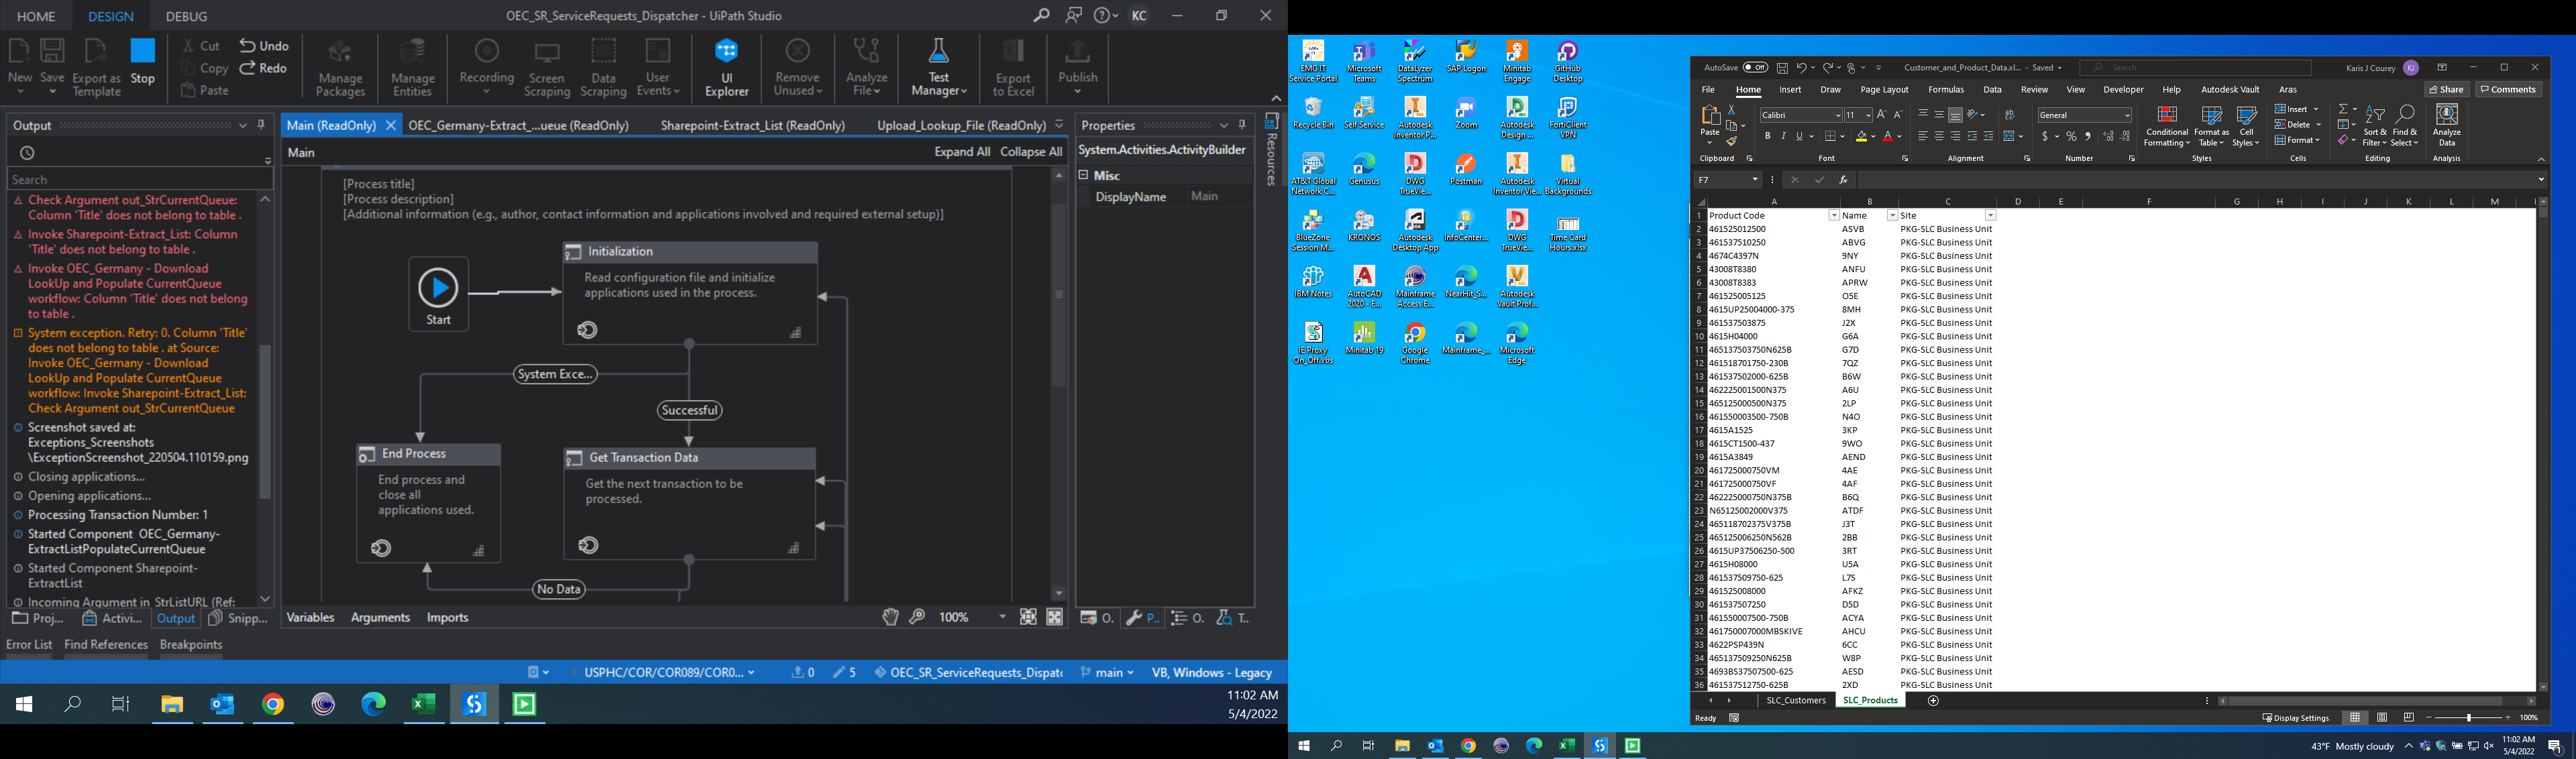 HOME DESIGN DEBUG OEC_SR_ServiceRequests_Dispatcher - UiPath Studio KC
New Save Export as Template Stop Cut Copy Paste Undo Redo Manage Packages Manage Entities Recording Screen Scraping Data Scraping User Events UI Explorer Remove Unused Analyze File Test Manager Export to Excel Publish
Output
Search
Check Argument out_StrCurrentQueue:
Column 'Title' does not belong to table .
Invoke Sharepoint-Extract_List: Column
'Title' does not belong to table .
Invoke OEC_Germany - Download
LookUp and Populate CurrentQueue
workflow: Column 'Title' does not belong
to table .
System exception. Retry: 0. Column 'Title'
does not belong to table . at Source:
Invoke OEC_Germany - Download
LookUp and Populate CurrentQueue
workflow: Invoke Sharepoint-Extract_List:
Check Argument out_StrCurrentQueue
Screenshot saved at:
Exceptions_Screenshots
\ExceptionScreenshot_220504.110159.png
Closing applications...
Opening applications...
Processing Transaction Number: 1
Started Component OEC_Germany-
ExtractListPopulateCurrentQueue
Started Component Sharepoint-
ExtractList
Incoming Argument in_StrListURL (Ref:
Proj... Activi... Output Snipp...
Error List Find References Breakpoints
Main (ReadOnly) OEC_Germany-Extract_...ueue (ReadOnly) Sharepoint-Extract_List (ReadOnly) Upload_Lookup_File (ReadOnly)
Main Expand All Collapse All
[Process title]
[Process description]
[Additional information (e.g., author, contact information and applications involved and required external setup)]
Start
Initialization
Read configuration file and initialize
applications used in the process.
System Exce...
Successful
End Process
End process and
close all
applications used.
Get Transaction Data
Get the next transaction to be
processed.
No Data
Variables Arguments Imports 100%
Properties
System.Activities.ActivityBuilder
Misc
DisplayName Main
O. P.. O. T..
Resources
USPHC/COR/COR089/COR0... 0 5 OEC_SR_ServiceRequests_Dispatc main VB, Windows - Legacy
11:02 AM
5/4/2022
EMG IT Service Portal
Microsoft Teams
DataLyzer Spectrum
SAP Logon
Minitab Engage
GitHub Desktop
Recycle Bin
Self Service
Autodesk Inventor P...
Zoom
Autodesk Design ...
FortiClient VPN
AT&T Global Network C...
Genusus
DWG TrueVie...
Postman
Autodesk Inventor Vie...
Virtual Backgrounds
BlueZone Session M...
KRONOS
Autodesk Desktop App
InfoCenter...
DWG TrueVie...
Time Card Hours.xlsx
IBM Notes
AutoCAD 2020 - E...
Mainframe Access E...
NearHit_S...
Autodesk Vault Prof...
IE Proxy On_Off.vbs
Minitab 19
Google Chrome
Mainframe_...
Microsoft Edge
AutoSave Off Customer_and_Product_Data.xl... - Saved Search Karis J Courey KJ
File Home Insert Draw Page Layout Formulas Data Review View Developer Help Autodesk Vault Aras Share Comments
Paste Calibri 11 General Conditional Formatting Format as Table Cell Styles Insert Delete Format Sort & Filter Find & Select Analyze Data
B I U
Clipboard Font Alignment Number Styles Cells Editing Analysis
F7 fx
A B C D E F G H I J K L M
1 Product Code Name Site
2 461525012500 ASVB PKG-SLC Business Unit
3 461537510250 ABVG PKG-SLC Business Unit
4 4674C4397N 9NY PKG-SLC Business Unit
5 43008T8380 ANFU PKG-SLC Business Unit
6 43008T8383 APRW PKG-SLC Business Unit
7 461525005125 O5E PKG-SLC Business Unit
8 4615UP25004000-375 8MH PKG-SLC Business Unit
9 461537503875 J2X PKG-SLC Business Unit
10 4615H04000 G6A PKG-SLC Business Unit
11 465137503750N625B G7D PKG-SLC Business Unit
12 461518701750-230B 7QZ PKG-SLC Business Unit
13 461537502000-625B B6W PKG-SLC Business Unit
14 462225001500N375 A6U PKG-SLC Business Unit
15 465125000500N375 2LP PKG-SLC Business Unit
16 461550003500-750B N4O PKG-SLC Business Unit
17 4615A1525 3KP PKG-SLC Business Unit
18 4615CT1500-437 9WO PKG-SLC Business Unit
19 4615A3849 AEND PKG-SLC Business Unit
20 461725000750VM 4AE PKG-SLC Business Unit
21 461725000750VF 4AF PKG-SLC Business Unit
22 462225000750N375B B6Q PKG-SLC Business Unit
23 N65125002000V375 ATDF PKG-SLC Business Unit
24 465118702375V375B J3T PKG-SLC Business Unit
25 465125006250N562B 2BB PKG-SLC Business Unit
26 4615UP37506250-500 3RT PKG-SLC Business Unit
27 4615H08000 U5A PKG-SLC Business Unit
28 461537509750-625 L7S PKG-SLC Business Unit
29 461525008000 AFKZ PKG-SLC Business Unit
30 461537507250 D5D PKG-SLC Business Unit
31 461550007500-750B ACYA PKG-SLC Business Unit
32 461750007000MBSKIVE AHCU PKG-SLC Business Unit
33 4622PSP439N 6CC PKG-SLC Business Unit
34 465137509250N625B W8P PKG-SLC Business Unit
35 4693BS37507500-625 AESD PKG-SLC Business Unit
36 461537512750-625B 2XD PKG-SLC Business Unit
SLC_Customers SLC_Products
Ready Display Settings 100%
43°F Mostly cloudy 11:02 AM
5/4/2022